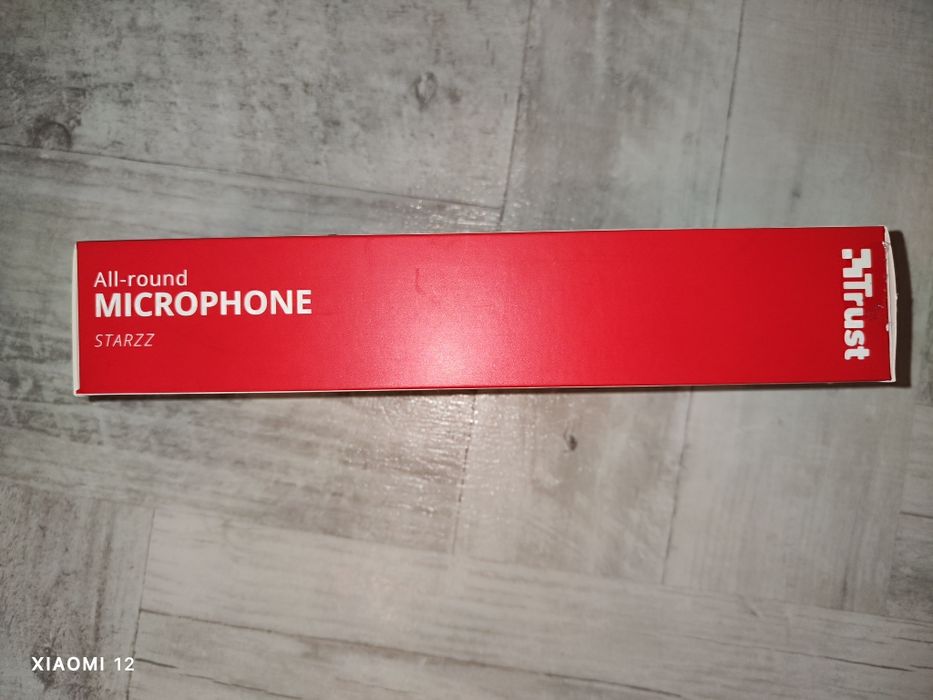 All-round
MICROPHONE
STARZZ
Trust
XIAOMI 12